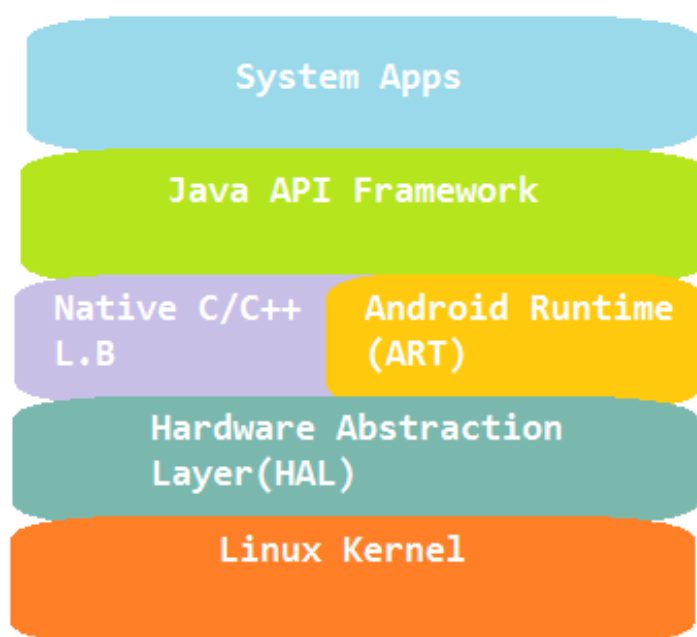 System Apps
Java API Framework
Native C/C++
L.B
Android Runtime
(ART)
Hardware Abstraction
Layer(HAL)
Linux Kernel